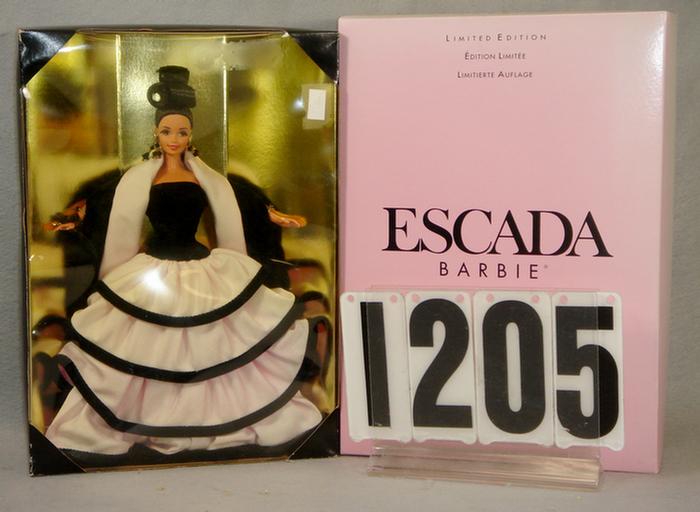 LIMITED EDITION
ÉDITION LIMITÉE
LIMITIERTE AUFLAGE
ESCADA
BARBIE®
1205